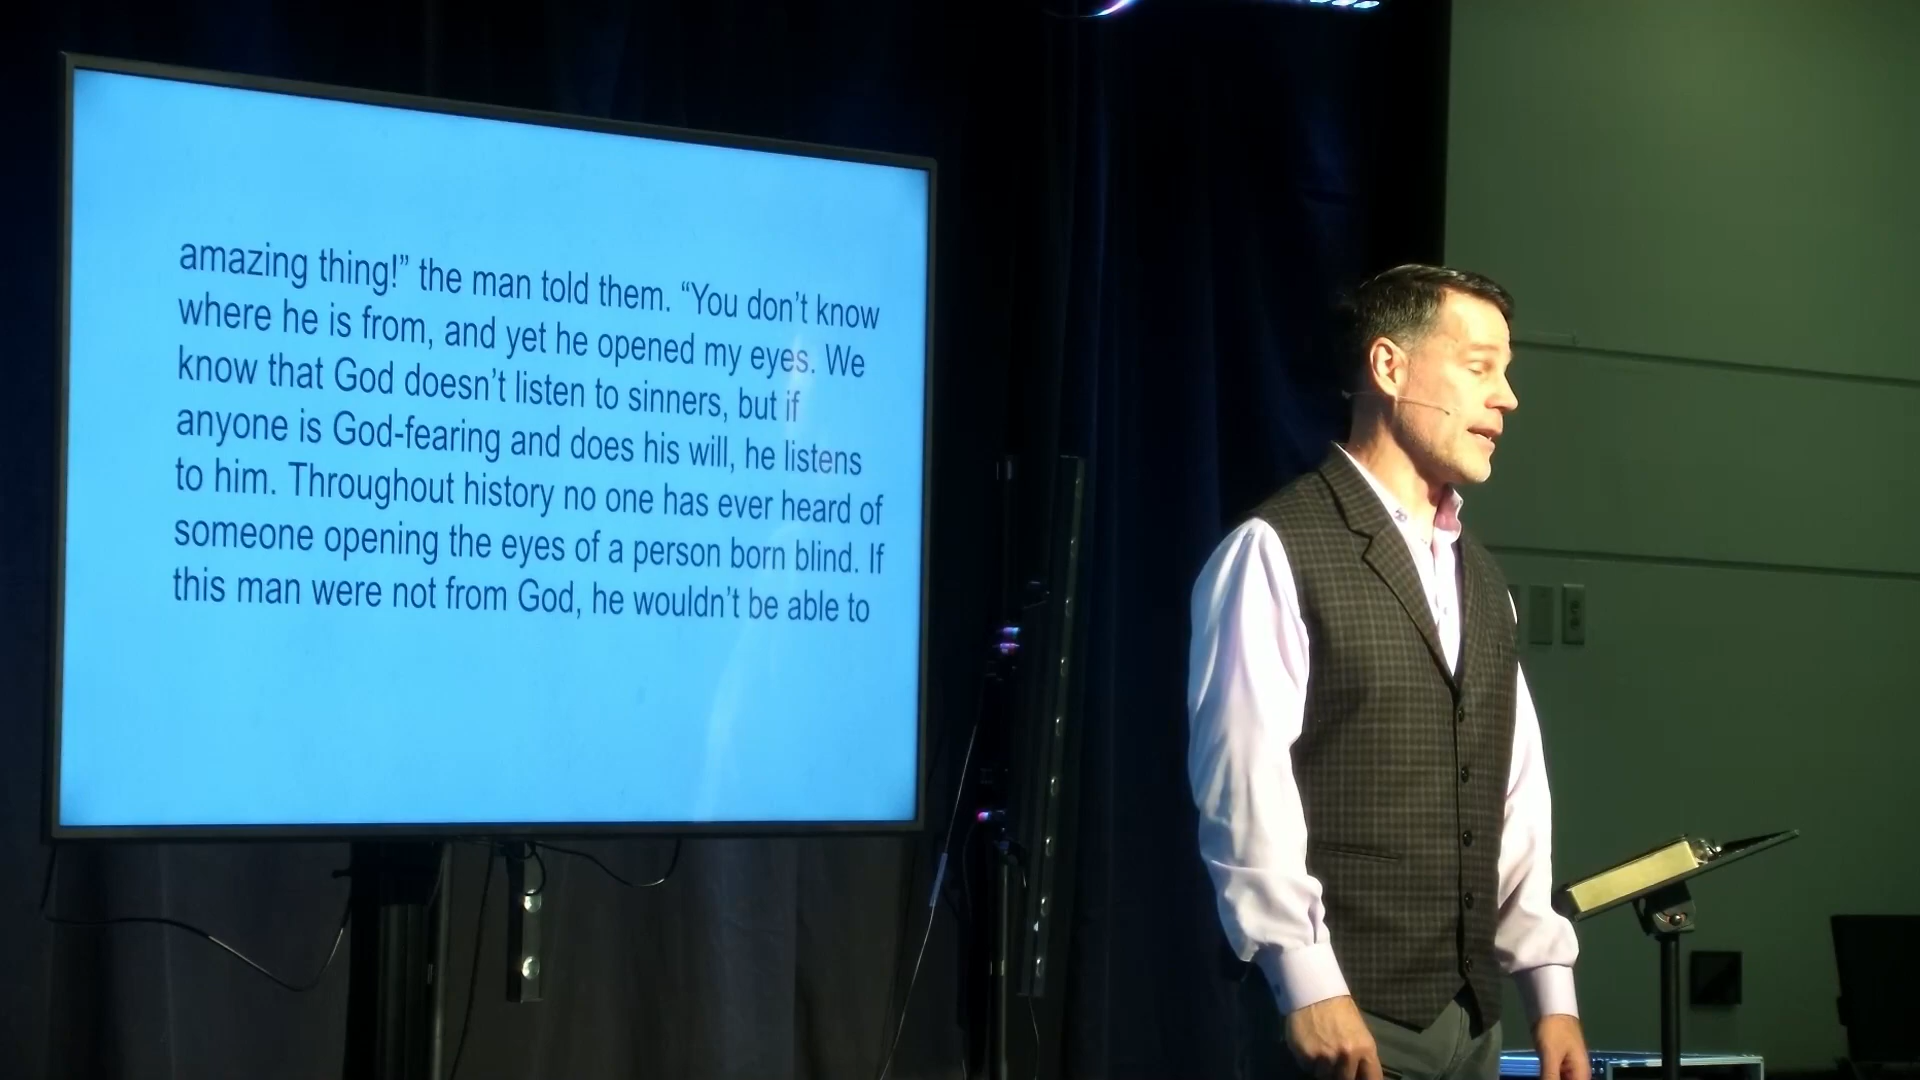 amazing thing!” the man told them. “You don’t know
where he is from, and yet he opened my eyes. We
know that God doesn’t listen to sinners, but if
anyone is God-fearing and does his will, he listens
to him. Throughout history no one has ever heard of
someone opening the eyes of a person born blind. If
this man were not from God, he wouldn’t be able to